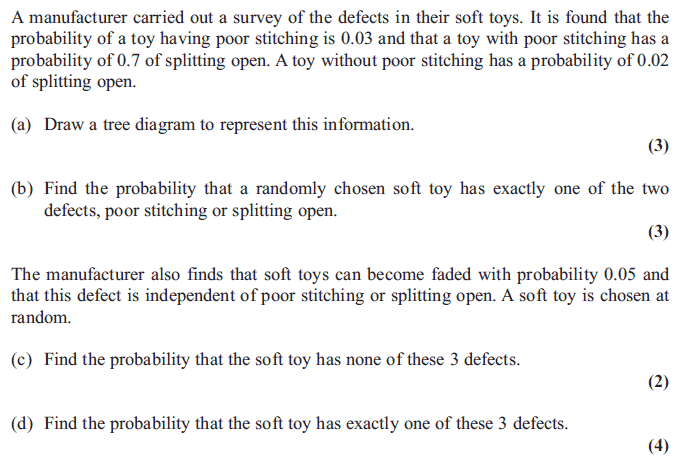 A manufacturer carried out a survey of the defects in their soft toys. It is found that the
probability of a toy having poor stitching is 0.03 and that a toy with poor stitching has a
probability of 0.7 of splitting open. A toy without poor stitching has a probability of 0.02
of splitting open.
(a) Draw a tree diagram to represent this information.
(3)
(b) Find the probability that a randomly chosen soft toy has exactly one of the two
defects, poor stitching or splitting open.
(3)
The manufacturer also finds that soft toys can become faded with probability 0.05 and
that this defect is independent of poor stitching or splitting open. A soft toy is chosen at
random.
(c) Find the probability that the soft toy has none of these 3 defects.
(2)
(d) Find the probability that the soft toy has exactly one of these 3 defects.
(4)